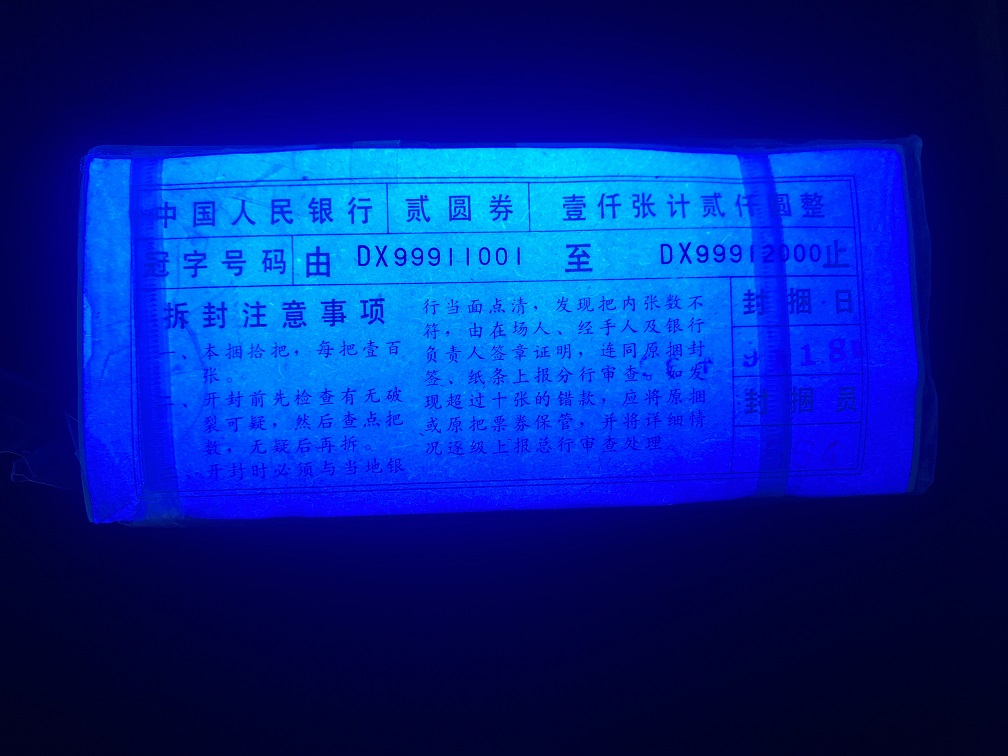 中国人民银行 贰圆券 壹仟张计贰仟圆整
冠字号码 由 DX99911001 至 DX99912000止
拆封注意事项
一、本捆拾把，每把壹百
张。
二、开封前先检查有无破
裂可疑，然后查点把
数，无疑后再拆。
、开封时必须与当地银
行当面点清，发现把内张数不
符，由在场人、经手人及银行
负责人签章证明，连同原捆封
签、纸条上报分行审查。如发
现超过十张的错款，应将原捆
或原把票券保管，并将详细情
况逐级上报总行审查处理。
封捆日
封捆员